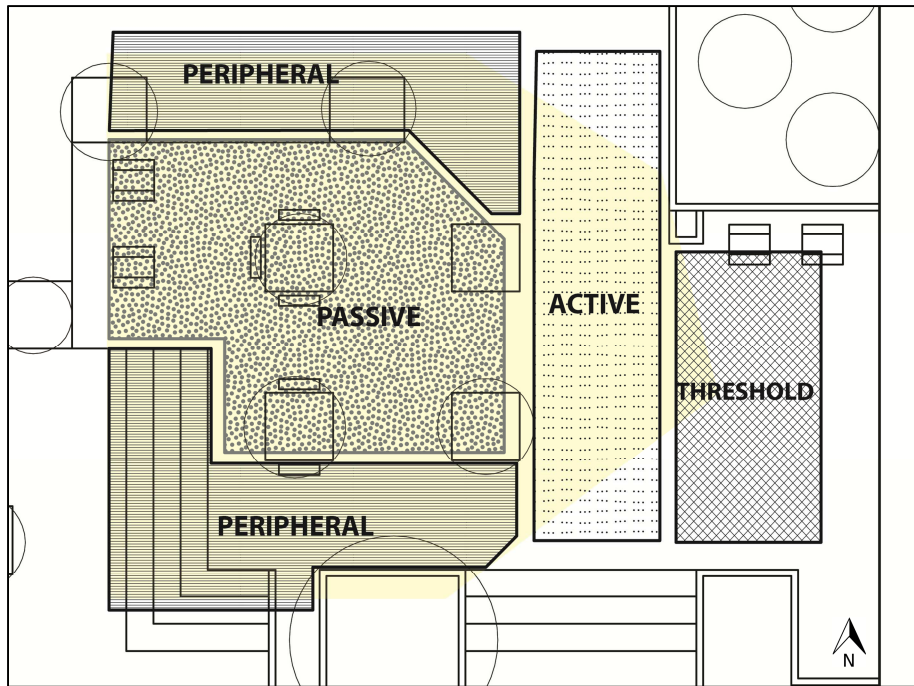 PERIPHERAL
PASSIVE
ACTIVE
THRESHOLD
PERIPHERAL
N